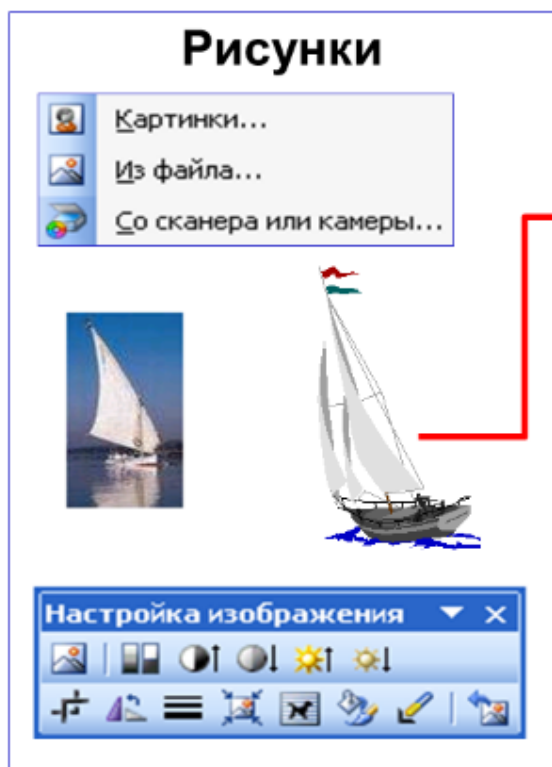 Рисунки
Картинки...
Из файла...
Со сканера или камеры...
Настройка изображения